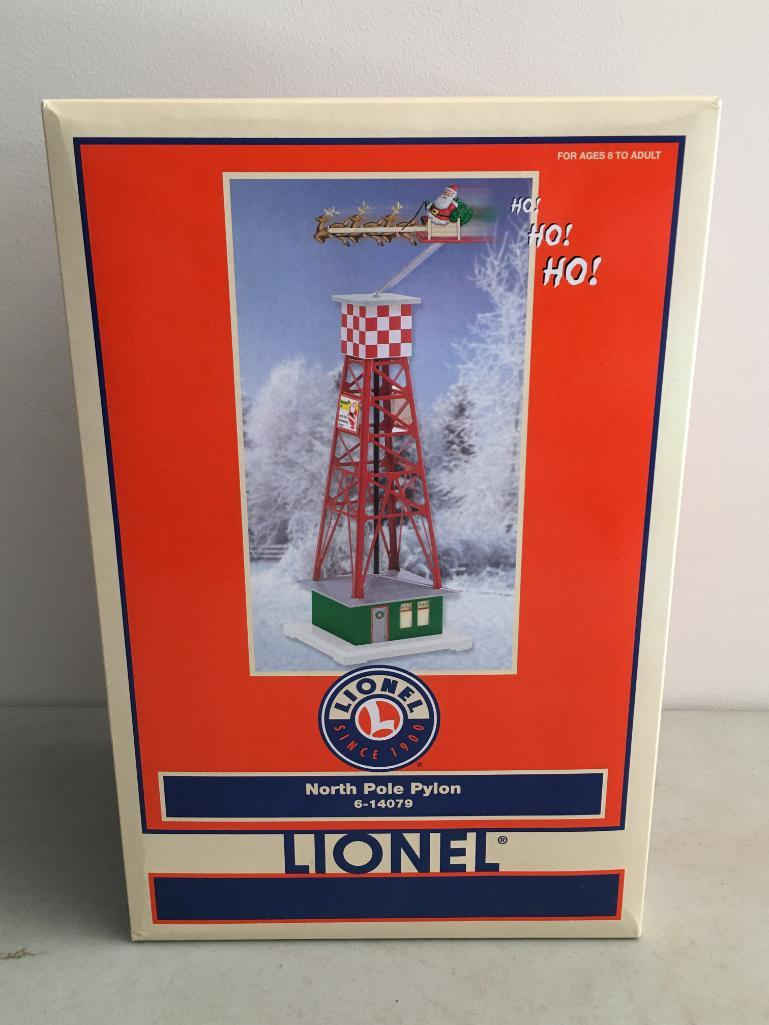 FOR AGES 8 TO ADULT
HO!
HO!
HO!
LIONEL
L
SINCE 1900
®
North Pole Pylon
6-14079
LIONEL®